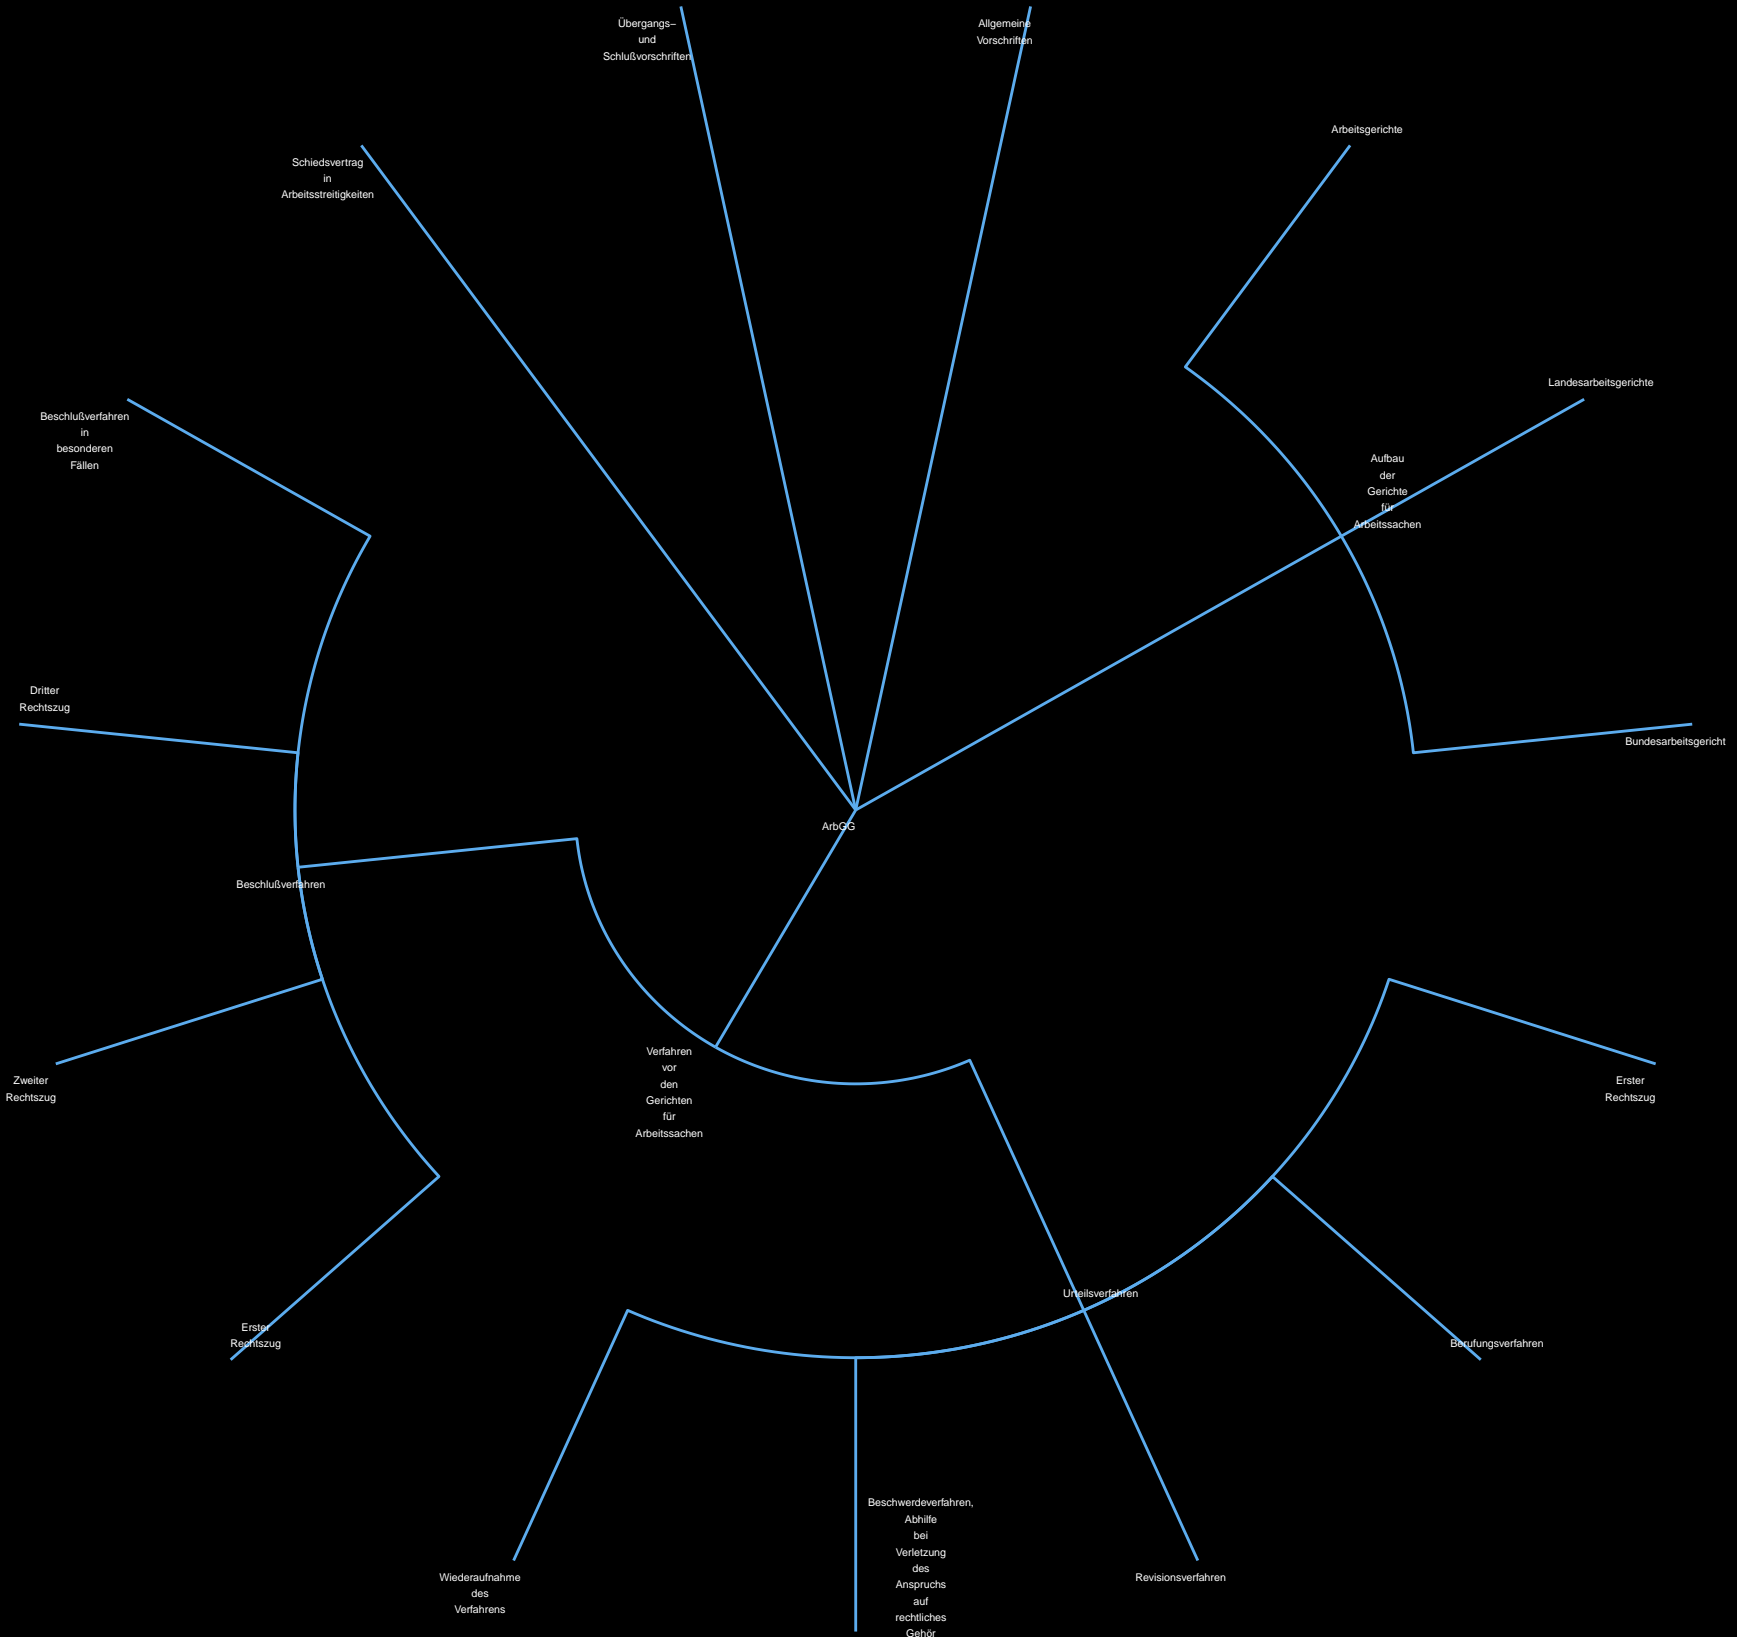 Übergangs–
und
Schlußvorschriften
Allgemeine
Vorschriften
Arbeitsgerichte
Schiedsvertrag
in
Arbeitsstreitigkeiten
Landesarbeitsgerichte
Beschlußverfahren
in
besonderen
Fällen
Aufbau
der
Gerichte
für
Arbeitssachen
Dritter
Rechtszug
Bundesarbeitsgericht
ArbGG
Beschlußverfahren
Verfahren
vor
den
Gerichten
für
Arbeitssachen
Zweiter
Rechtszug
Erster
Rechtszug
Urteilsverfahren
Erster
Rechtszug
Berufungsverfahren
Beschwerdeverfahren,
Abhilfe
bei
Verletzung
des
Anspruchs
auf
rechtliches
Gehör
Wiederaufnahme
des
Verfahrens
Revisionsverfahren